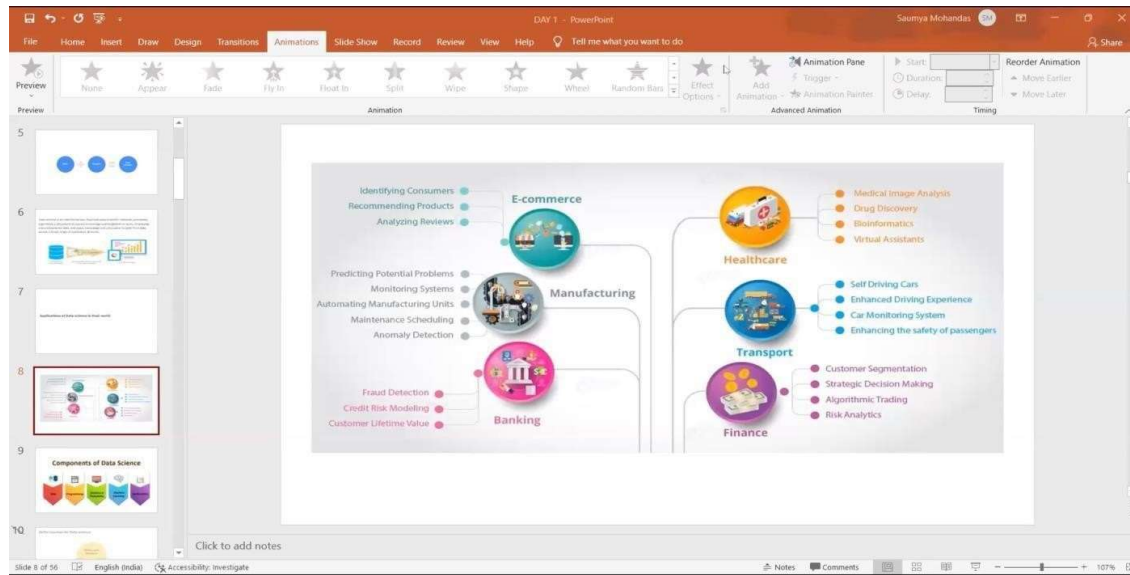 DAY 1 - PowerPoint
Saumya Mohandas SM
File Home Insert Draw Design Transitions Animations Slide Show Record Review View Help Tell me what you want to do Share
Preview None Appear Fade Fly In Float In Split Wipe Shape Wheel Random Bars Effect Options Add Animation
Animation Pane
Trigger
Animation Painter
Start:
Duration:
Delay:
Reorder Animation
Move Earlier
Move Later
Preview Animation Advanced Animation Timing
5
6
7
8
9
Components of Data Science
10
E-commerce
Identifying Consumers
Recommending Products
Analyzing Reviews
Manufacturing
Predicting Potential Problems
Monitoring Systems
Automating Manufacturing Units
Maintenance Scheduling
Anomaly Detection
Banking
Fraud Detection
Credit Risk Modeling
Customer Lifetime Value
Healthcare
Medical Image Analysis
Drug Discovery
Bioinformatics
Virtual Assistants
Transport
Self Driving Cars
Enhanced Driving Experience
Car Monitoring System
Enhancing the safety of passengers
Finance
Customer Segmentation
Strategic Decision Making
Algorithmic Trading
Risk Analytics
Click to add notes
Slide 8 of 56 English (India) Accessibility: Investigate Notes Comments 107%